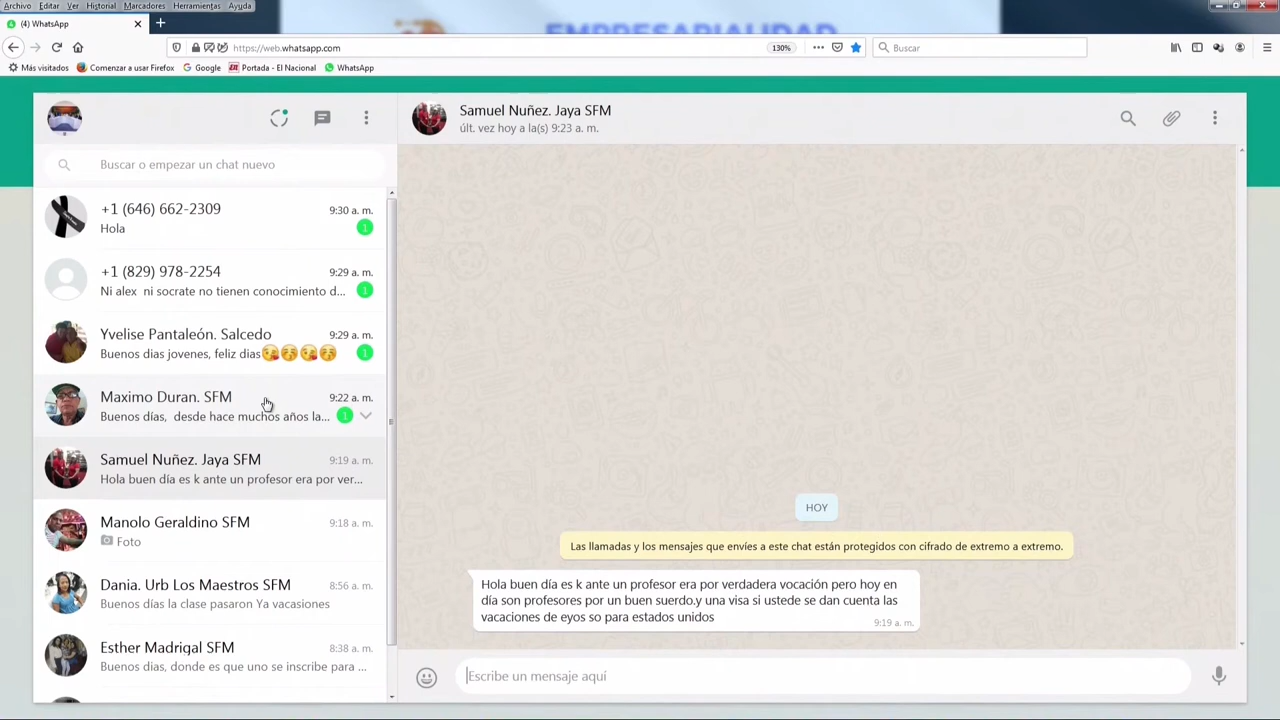 EMPRESARIALIDAD
Archivo Editar Ver Historial Marcadores Herramientas Ayuda
(4) WhatsApp
https://web.whatsapp.com
130%
Buscar
Más visitados Comenzar a usar Firefox Google Portada - El Nacional WhatsApp
Buscar o empezar un chat nuevo
+1 (646) 662-2309 9:30 a. m.
Hola 1
+1 (829) 978-2254 9:29 a. m.
Ni alex ni socrate no tienen conocimiento d... 1
Yvelise Pantaleón. Salcedo 9:29 a. m.
Buenos dias jovenes, feliz dias😘😚😘😚 1
Maximo Duran. SFM 9:22 a. m.
Buenos días, desde hace muchos años la... 1
Samuel Nuñez. Jaya SFM 9:19 a. m.
Hola buen día es k ante un profesor era por ver...
Manolo Geraldino SFM 9:18 a. m.
Foto
Dania. Urb Los Maestros SFM 8:56 a. m.
Buenos días la clase pasaron Ya vacasiones
Esther Madrigal SFM 8:38 a. m.
Buenos dias, donde es que uno se inscribe para ...
Samuel Nuñez. Jaya SFM
últ. vez hoy a la(s) 9:23 a. m.
HOY
Las llamadas y los mensajes que envíes a este chat están protegidos con cifrado de extremo a extremo.
Hola buen día es k ante un profesor era por verdadera vocación pero hoy en
día son profesores por un buen suerdo.y una visa si ustede se dan cuenta las
vacaciones de eyos so para estados unidos
9:19 a. m.
Escribe un mensaje aquí